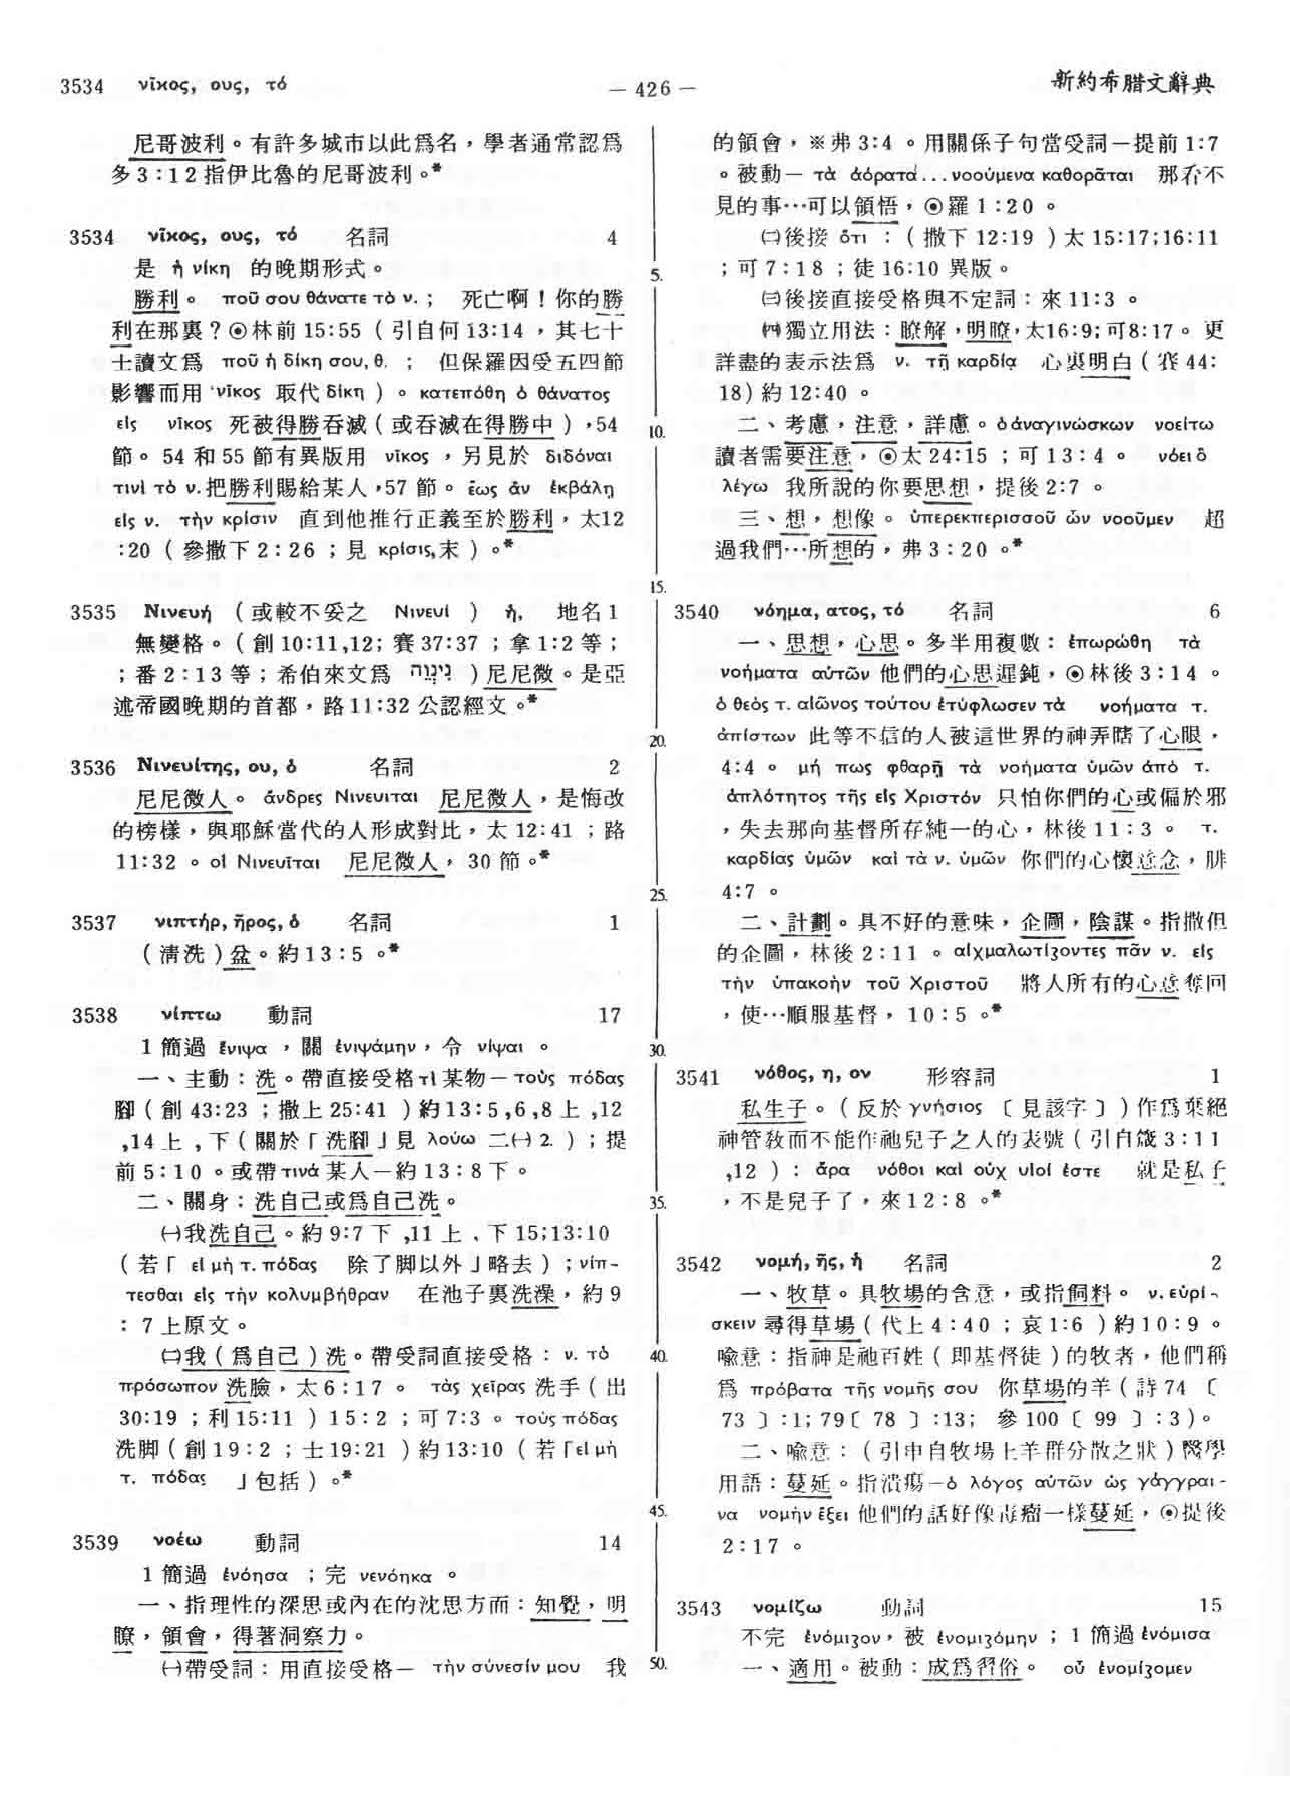 3534 νῖκος, ους, τό
— 426 —
新約希腊文辭典
尼哥波利。有許多城市以此爲名，學者通常認爲
多3:12指伊比魯的尼哥波利。*
3534 νῖκος, ους, τό 名詞 4
是 ἡ νίκη 的晚期形式。
勝利。 ποῦ σου θάνατε τὸ ν.； 死亡啊！你的勝
利在那裏？⊙林前15:55（引自何13:14，其七十
士讀文爲 ποῦ ἡ δίκη σου, θ. ； 但保羅因受五四節
影響而用 νῖκος 取代 δίκη）。κατεπόθη ὁ θάνατος
εἰς νῖκος 死被得勝吞滅（或吞滅在得勝中），54
節。54 和 55 節有異版用 νῖκος ，另見於 διδόναι
τινὶ τὸ ν.把勝利賜給某人，57 節。ἕως ἂν ἐκβάλῃ
εἰς ν. τὴν κρίσιν 直到他推行正義至於勝利，太12
:20（參撒下 2:26 ；見 κρίσις,末）。*
3535 Νινευή （或較不妥之 Νινευί ） ἡ, 地名 1
無變格。（創 10:11,12; 賽 37:37 ；拿 1:2 等；
；番 2:13 等；希伯來文爲 נִינְוֵה ）尼尼微。是亞
述帝國晚期的首都，路11:32 公認經文。*
3536 Νινευίτης, ου, ὁ 名詞 2
尼尼微人。 ἄνδρες Νινευιται 尼尼微人，是悔改
的榜樣，與耶穌當代的人形成對比，太 12:41 ；路
11:32 。 οἱ Νινευῖται 尼尼微人，30 節。*
3537 νιπτήρ, ῆρος, ὁ 名詞 1
（清洗）盆。約13:5 。*
3538 νίπτω 動詞 17
1 簡過 ἔνιψα ，關 ἐνιψάμην，令 νίψαι 。
一、主動：洗。帶直接受格τὶ 某物—τοὺς πόδας
腳（創 43:23 ；撒上 25:41 ）約13:5,6,8上 ,12
,14上 ，下（關於「洗腳」見 λούω 二㈠ 2. ）；提
前 5:10 。或帶 τινά 某人—約13:8下。
二、關身：洗自己或爲自己洗。
㈠我洗自己。約 9:7 下 ,11 上 、下 15;13:10
（若「 εἰ μὴ τ. πόδας 除了脚以外」略去）；νίπ-
τεσθαι εἰς τὴν κολυμβήθραν 在池子裏洗澡，約 9
: 7 上原文。
㈡我（爲自己）洗。帶受詞直接受格： ν. τὸ
πρόσωπον 洗臉，太 6:17 。 τὰς χεῖρας 洗手（出
30:19 ；利 15:11 ）15:2 ；可 7:3 。τοὺς πόδας
洗脚（創 19:2 ；士19:21 ）約13:10（若「εἰ μὴ
τ. πόδας 」包括）。*
3539 νοέω 動詞 14
1 簡過 ἐνόησα ；完 νενόηκα 。
一、指理性的深思或內在的沈思方而：知覺，明
瞭，領會，得著洞察力。
㈠帶受詞：用直接受格— τὴν σύνεσίν μου 我
5.
10.
15.
20.
25.
30.
35.
40.
45.
50.
的領會，※弗 3:4 。用關係子句當受詞—提前 1:7
。被動— τὰ ἀόρατα...νοούμενα καθορᾶται 那看不
見的事…可以領悟，⊙羅 1:20 。
㈡後接 ὅτι ：（撒下 12:19 ）太 15:17;16:11
；可 7:18 ；徒 16:10 異版。
㈢後接直接受格與不定詞：來 11:3 。
㈣獨立用法：瞭解，明瞭，太16:9;可8:17。更
詳盡的表示法爲 ν. τῇ καρδίᾳ 心裏明白（賽 44:
18）約 12:40 。
二、考慮，注意，詳慮。ὁ ἀναγινώσκων νοείτω
讀者需要注意，⊙太 24:15 ；可 13:4 。 νόει ὃ
λέγω 我所說的你要思想，提後 2:7 。
三、想，想像。ὑπερεκπερισσοῦ ὧν νοοῦμεν 超
過我們…所想的，弗 3:20 。*
3540 νόημα, ατος, τό 名詞 6
一、思想，心思。多半用複數：ἐπωρώθη τὰ
νοήματα αὐτῶν 他們的心思遲鈍，⊙林後 3:14 。
ὁ θεὸς τ. αἰῶνος τούτου ἐτύφλωσεν τὰ νοήματα τ.
ἀπίστων 此等不信的人被這世界的神弄瞎了心眼，
4:4 。 μή πως φθαρῇ τὰ νοήματα ὑμῶν ἀπὸ τ.
ἁπλότητος τῆς εἰς Χριστόν 只怕你們的心或偏於邪
，失去那向基督所存純一的心，林後 11:3 。 τ.
καρδίας ὑμῶν καὶ τὰ ν. ὑμῶν 你們的心懷意念，腓
4:7 。
二、計劃。具不好的意味，企圖，陰謀。指撒但
的企圖，林後 2:11 。αἰχμαλωτίζοντες πᾶν ν. εἰς
τὴν ὑπακοὴν τοῦ Χριστοῦ 將人所有的心意奪回
，使…順服基督，10:5 。*
3541 νόθος, η, ον 形容詞 1
私生子。（反於 γνήσιος 〔見該字〕）作爲棄絕
神管教而不能作祂兒子之人的表號（引自箴 3:11
,12 ）：ἄρα νόθοι καὶ οὐχ υἱοί ἐστε 就是私子
，不是兒子了，來 12:8 。*
3542 νομή, ῆς, ἡ 名詞 2
一、牧草。具牧場的含意，或指飼料。ν. εὑρί-
σκειν 尋得草場（代上 4:40 ；哀 1:6 ）約 10:9 。
喩意：指神是祂百姓（即基督徒）的牧者，他們稱
爲 πρόβατα τῆς νομῆς σου 你草場的羊（詩 74 〔
73 〕:1; 79〔 78 〕:13; 參 100〔 99 〕:3)。
二、喩意：（引申自牧場上羊群分散之狀）醫學
用語：蔓延。指潰瘍—ὁ λόγος αὐτῶν ὡς γάγγραι-
να νομὴν ἕξει 他們的話好像毒瘤一樣蔓延，⊙提後
2:17 。
3543 νομίζω 動詞 15
不完 ἐνόμιζον，被 ἐνομιζόμην ；1 簡過 ἐνόμισα
一、適用。被動：成爲習俗。 οὗ ἐνομίζομεν